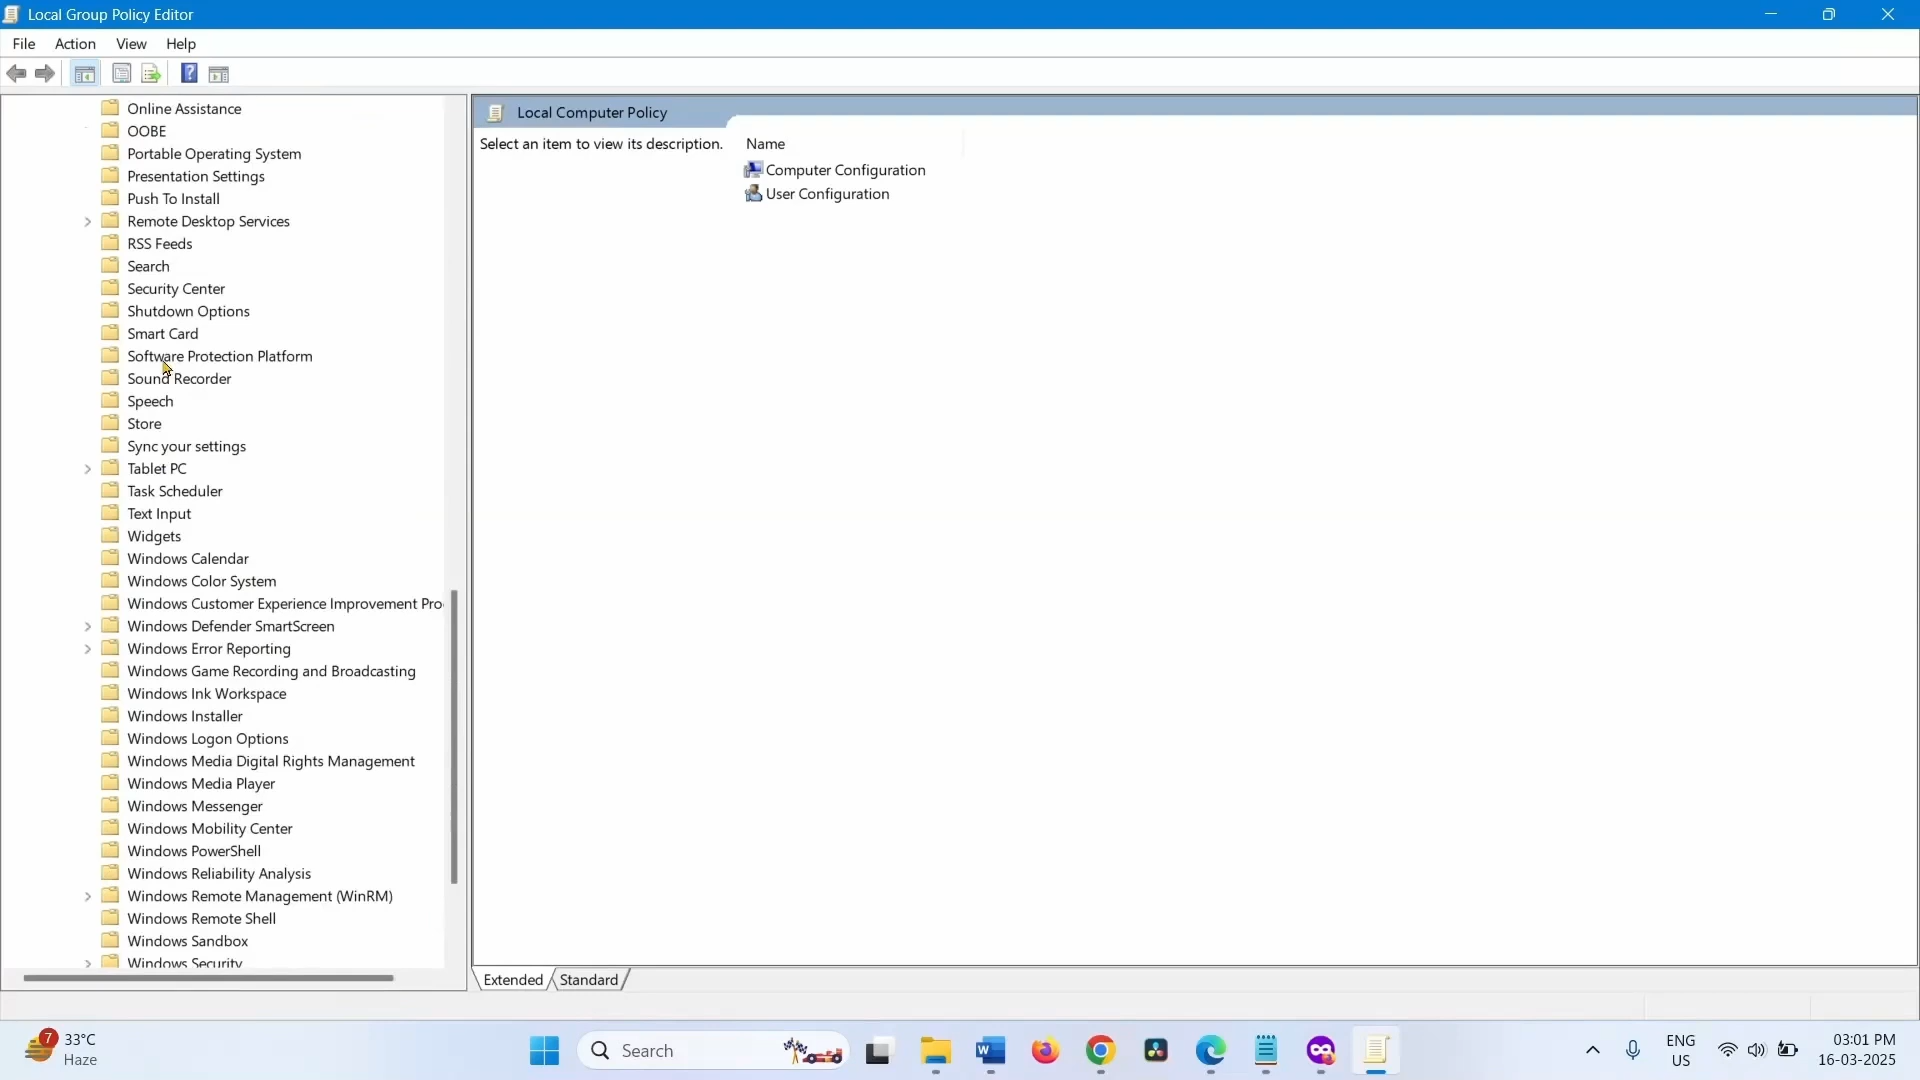 Local Group Policy Editor
File Action View Help
Online Assistance
OOBE
Portable Operating System
Presentation Settings
Push To Install
Remote Desktop Services
RSS Feeds
Search
Security Center
Shutdown Options
Smart Card
Software Protection Platform
Sound Recorder
Speech
Store
Sync your settings
Tablet PC
Task Scheduler
Text Input
Widgets
Windows Calendar
Windows Color System
Windows Customer Experience Improvement Pro
Windows Defender SmartScreen
Windows Error Reporting
Windows Game Recording and Broadcasting
Windows Ink Workspace
Windows Installer
Windows Logon Options
Windows Media Digital Rights Management
Windows Media Player
Windows Messenger
Windows Mobility Center
Windows PowerShell
Windows Reliability Analysis
Windows Remote Management (WinRM)
Windows Remote Shell
Windows Sandbox
Windows Security
Local Computer Policy
Select an item to view its description.
Name
Computer Configuration
User Configuration
Extended Standard
7
33°C
Haze
Search
ENG
US
03:01 PM
16-03-2025